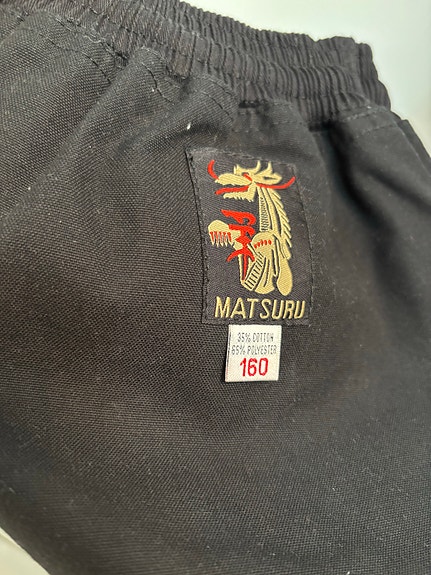 MATSURU
35% COTTON
65% POLYESTER
160